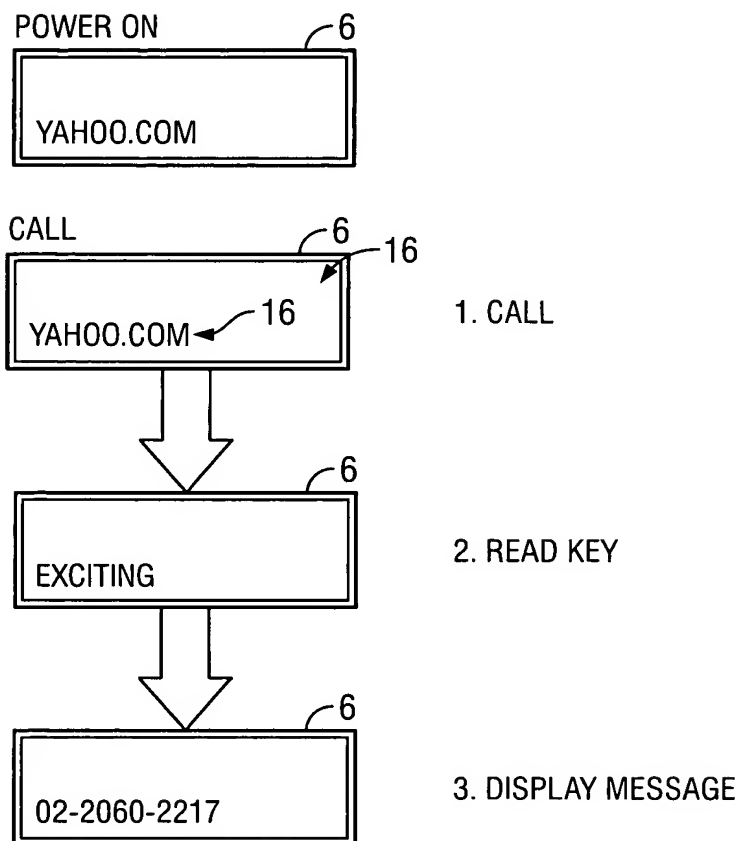 POWER ON
6
YAHOO.COM
CALL
6
16
YAHOO.COM
16
1. CALL
6
EXCITING
2. READ KEY
6
02-2060-2217
3. DISPLAY MESSAGE